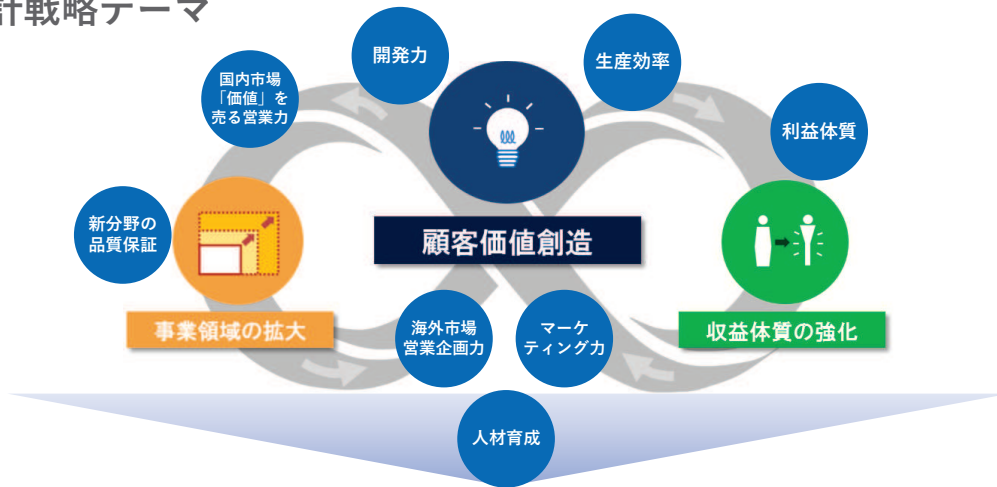 計戦略テーマ
開発力
生産効率
国内市場
「価値」を
売る営業力
利益体質
新分野の
品質保証
顧客価値創造
事業領域の拡大
海外市場
営業企画力
マーケ
ティング力
収益体質の強化
人材育成